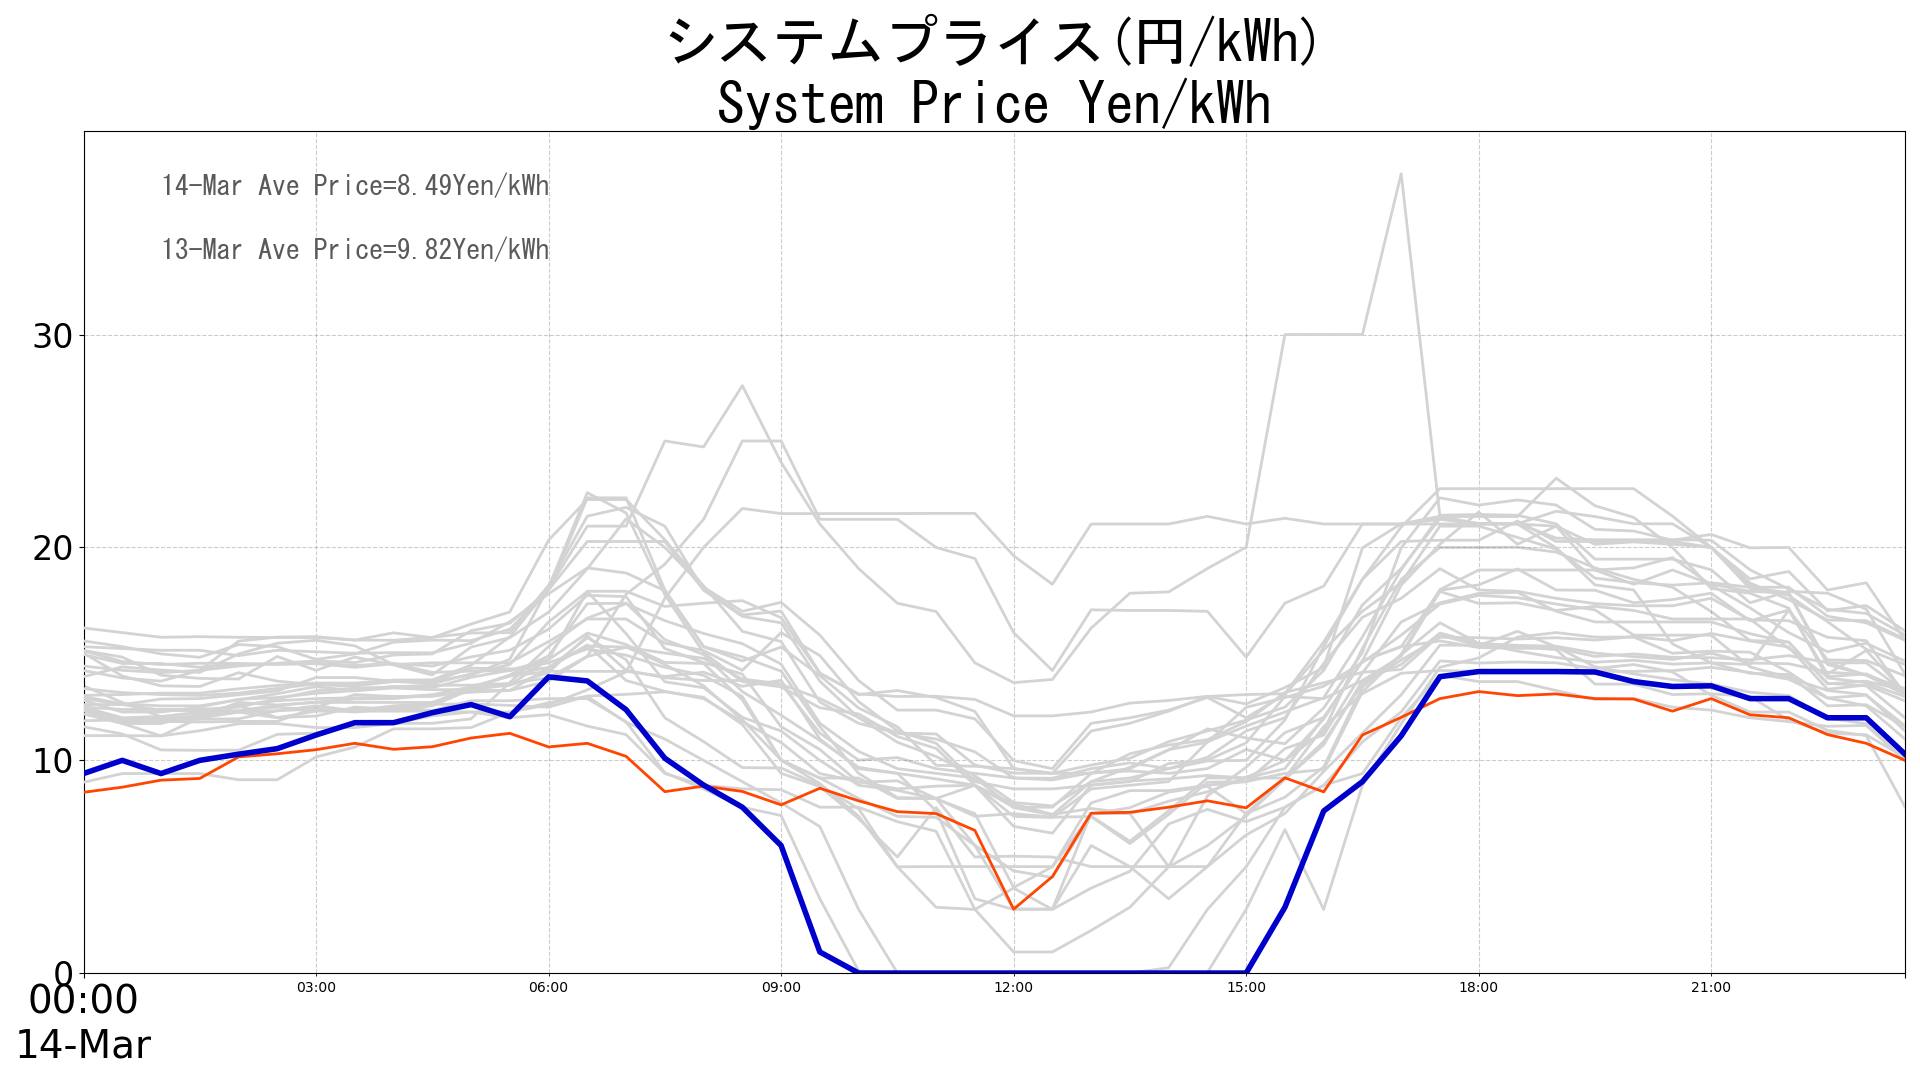 システムプライス(円/kWh)
System Price Yen/kWh
14-Mar Ave Price=8.49Yen/kWh
13-Mar Ave Price=9.82Yen/kWh
30
20
10
0
00:00 03:00 06:00 09:00 12:00 15:00 18:00 21:00
14-Mar